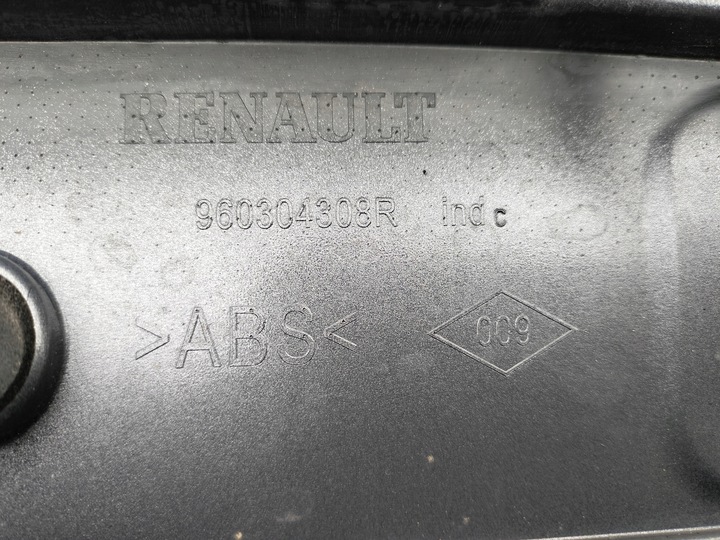 RENAULT
960304308R ind c
>ABS< 009